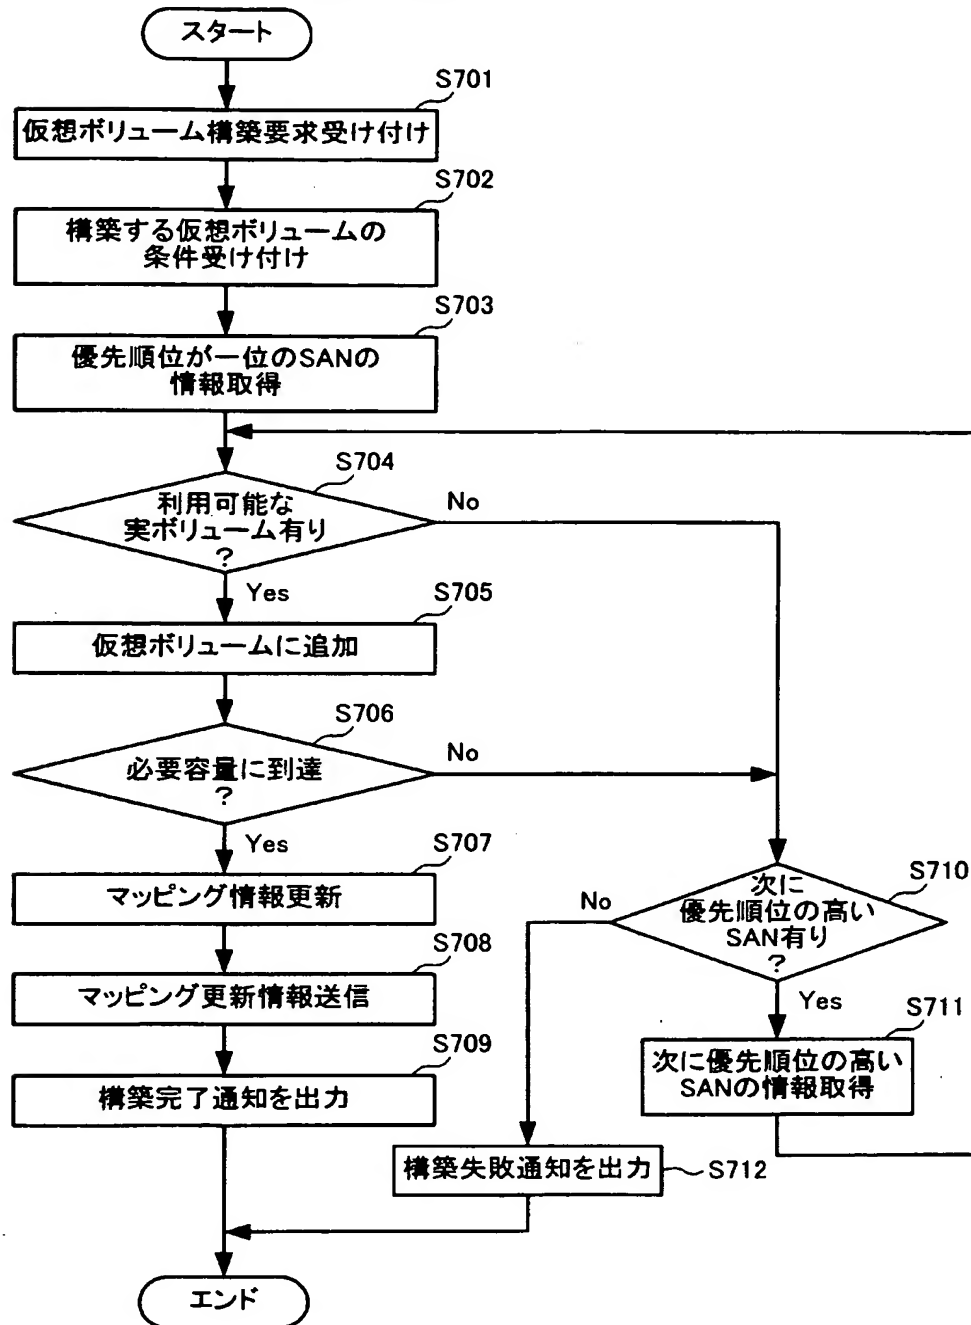 スタート
S701
仮想ボリューム構築要求受け付け
S702
構築する仮想ボリュームの
条件受け付け
S703
優先順位が一位のSANの
情報取得
S704
利用可能な
実ボリューム有り
?
No
Yes
S705
仮想ボリュームに追加
S706
必要容量に到達
?
No
Yes
S707
マッピング情報更新
S708
マッピング更新情報送信
S709
構築完了通知を出力
S710
次に
優先順位の高い
SAN有り
?
No
Yes
S711
次に優先順位の高い
SANの情報取得
構築失敗通知を出力
S712
エンド